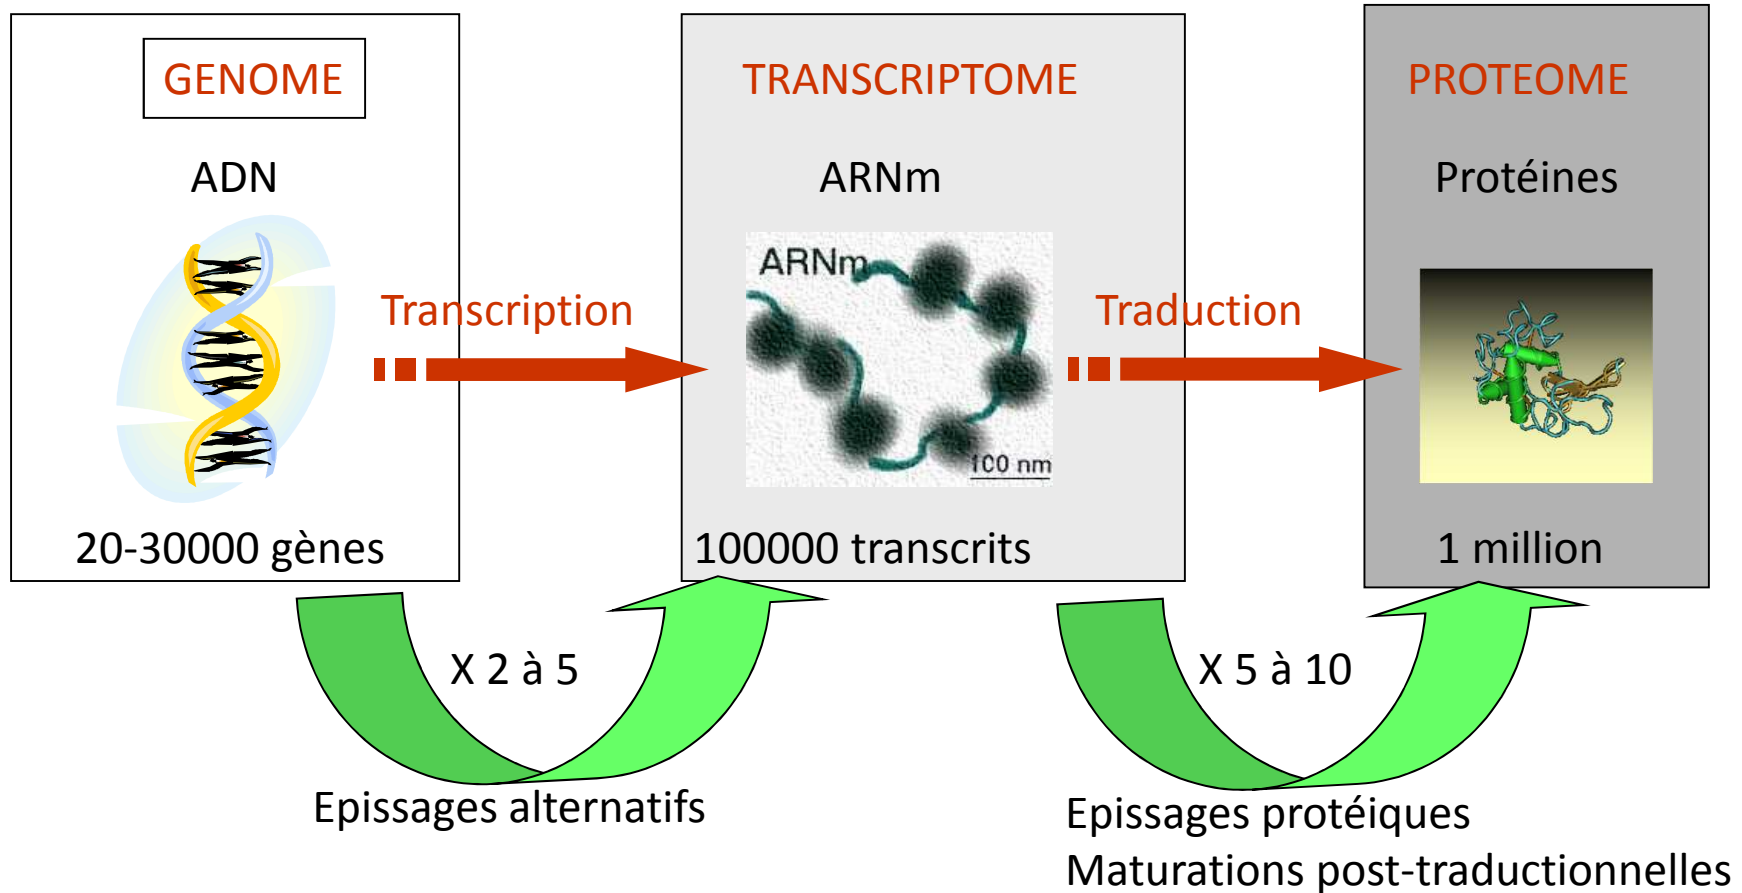 GENOME
ADN
20-30000 gènes
Transcription
TRANSCRIPTOME
ARNm
ARNm
100 nm
100000 transcrits
Traduction
PROTEOME
Protéines
1 million
X 2 à 5
Epissages alternatifs
X 5 à 10
Epissages protéiques
Maturations post-traductionnelles